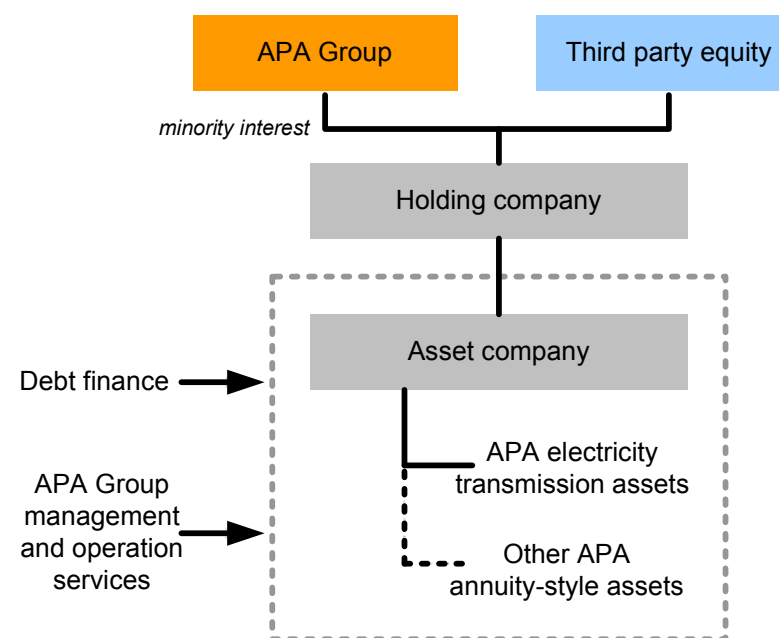 APA Group
Third party equity
minority interest
Holding company
Asset company
Debt finance
APA electricity
transmission assets
APA Group
management
and operation
services
Other APA
annuity-style assets